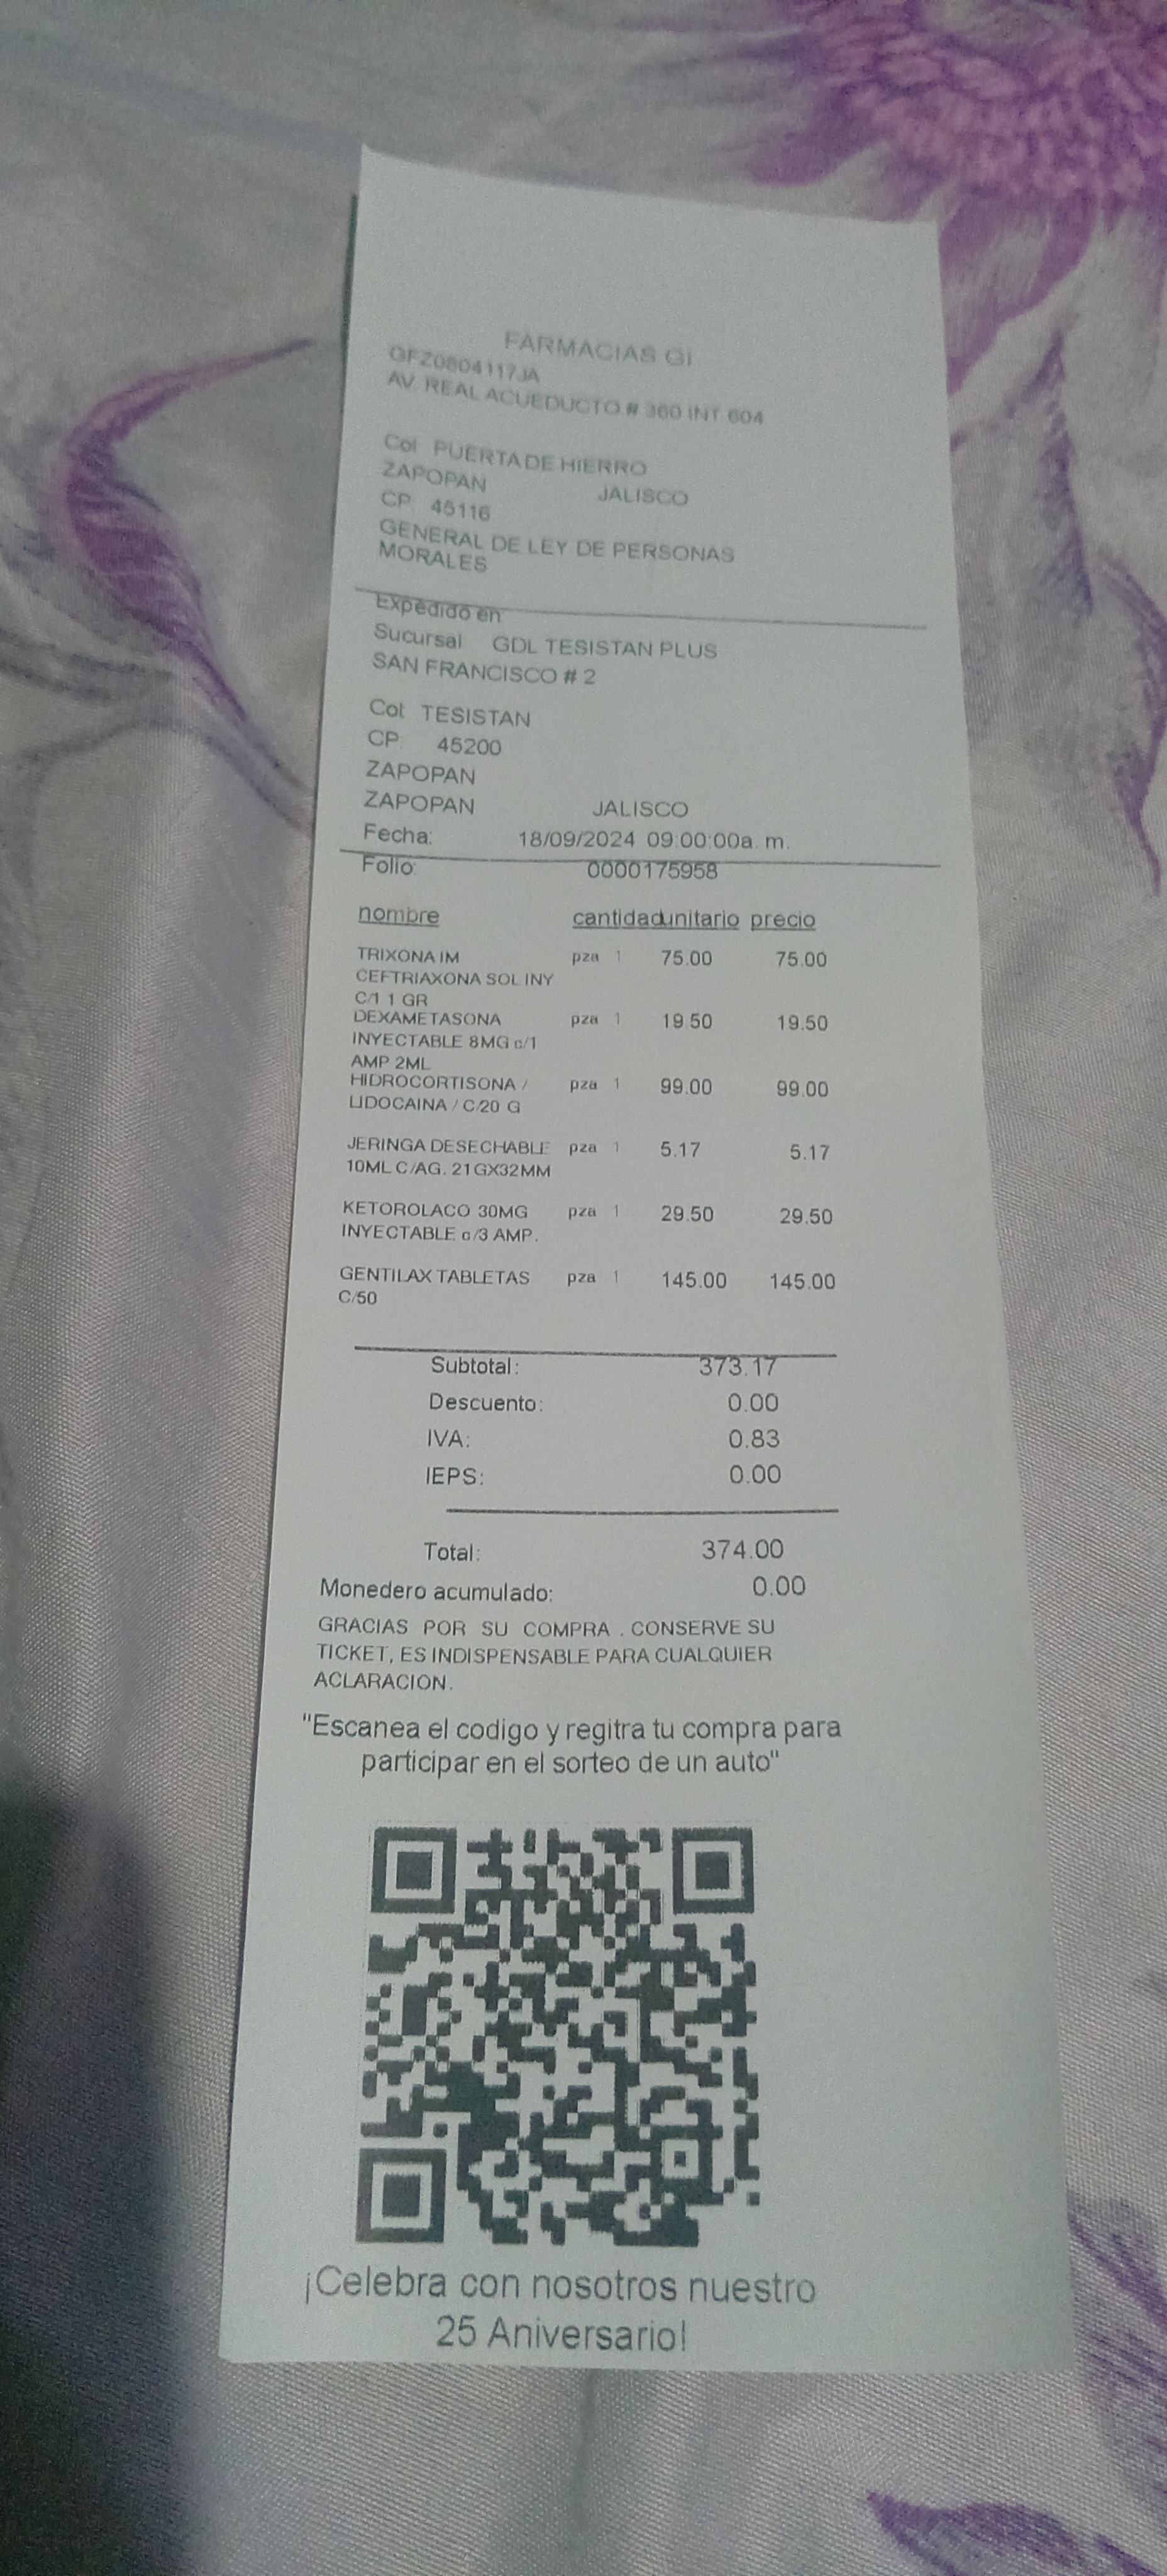 FARMACIAS GI
GFZ0804117JA
AV. REAL ACUEDUCTO # 360 INT 604
Col PUERTA DE HIERRO
ZAPOPAN JALISCO
CP 45116
GENERAL DE LEY DE PERSONAS
MORALES
Expedido en:
Sucursal GDL TESISTAN PLUS
SAN FRANCISCO # 2
Col: TESISTAN
CP. 45200
ZAPOPAN
ZAPOPAN JALISCO
Fecha: 18/09/2024 09:00:00a. m.
Folio: 0000175958
nombre cantidad unitario precio
TRIXONA IM pza 1 75.00 75.00
CEFTRIAXONA SOL INY
C/1 1 GR
DEXAMETASONA pza 1 19.50 19.50
INYECTABLE 8MG c/1
AMP 2ML
HIDROCORTISONA / pza 1 99.00 99.00
LIDOCAINA / C/20 G
JERINGA DESECHABLE pza 1 5.17 5.17
10ML C/AG. 21GX32MM
KETOROLACO 30MG pza 1 29.50 29.50
INYECTABLE c/3 AMP.
GENTILAX TABLETAS pza 1 145.00 145.00
C/50
Subtotal: 373.17
Descuento: 0.00
IVA: 0.83
IEPS: 0.00
Total: 374.00
Monedero acumulado: 0.00
GRACIAS POR SU COMPRA . CONSERVE SU
TICKET, ES INDISPENSABLE PARA CUALQUIER
ACLARACION.
"Escanea el codigo y regitra tu compra para
participar en el sorteo de un auto"
¡Celebra con nosotros nuestro
25 Aniversario!